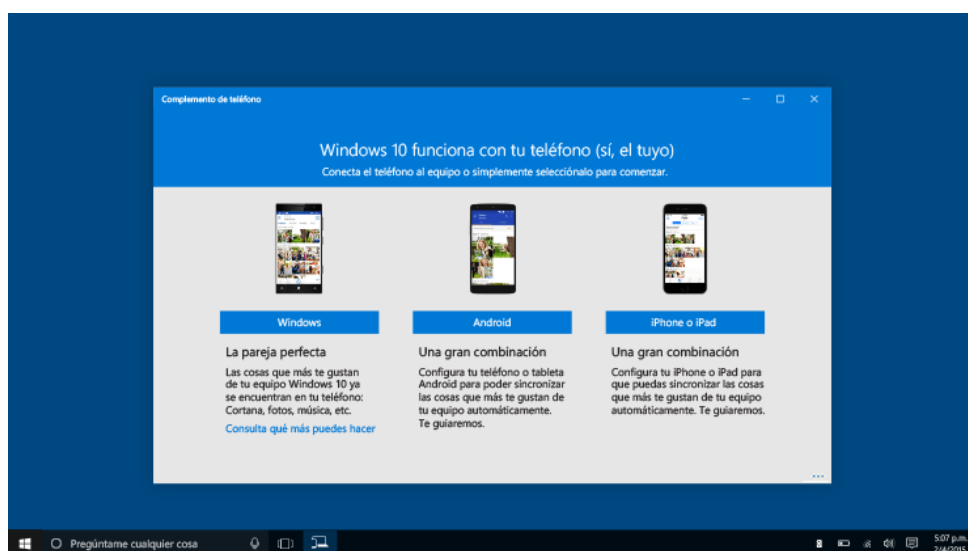 Complemento de teléfono
Windows 10 funciona con tu teléfono (sí, el tuyo)
Conecta el teléfono al equipo o simplemente selecciónalo para comenzar.
Windows
La pareja perfecta
Las cosas que más te gustan
de tu equipo Windows 10 ya
se encuentran en tu teléfono:
Cortana, fotos, música, etc.
Consulta qué más puedes hacer
Android
Una gran combinación
Configura tu teléfono o tableta
Android para poder sincronizar
las cosas que más te gustan de
tu equipo automáticamente.
Te guiaremos.
iPhone o iPad
Una gran combinación
Configura tu iPhone o iPad para
que puedas sincronizar las cosas
que más te gustan de tu equipo
automáticamente. Te guiaremos.
Pregúntame cualquier cosa
5:07 p.m.
2/4/2015